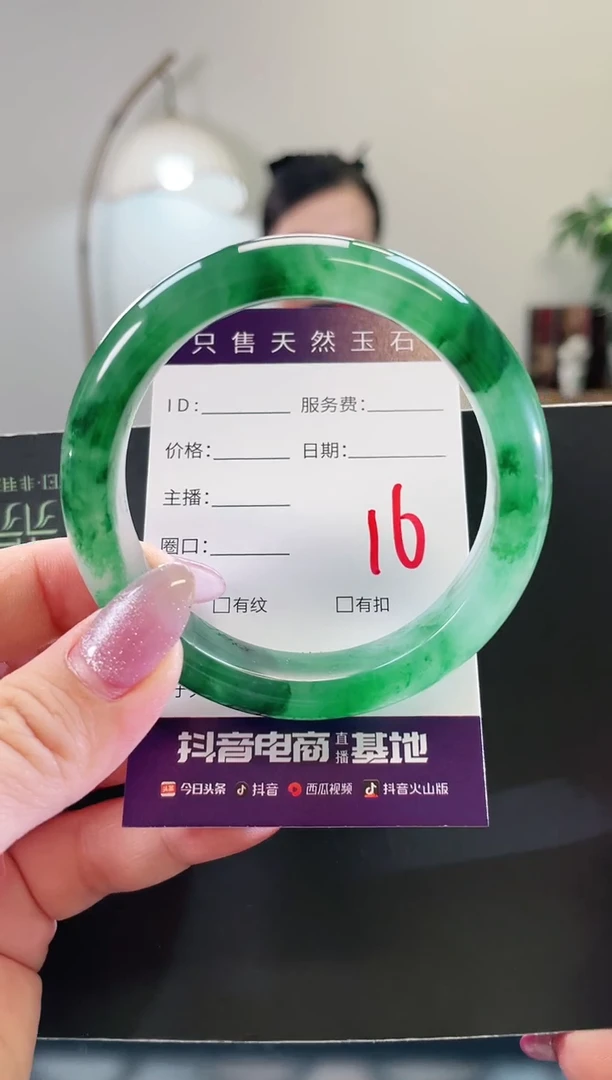 只售天然玉石
ID: 服务费:
价格: 日期:
主播:
圈口:
16
□有纹 □有扣
抖音电商直播基地
今日头条 抖音 西瓜视频 抖音火山版